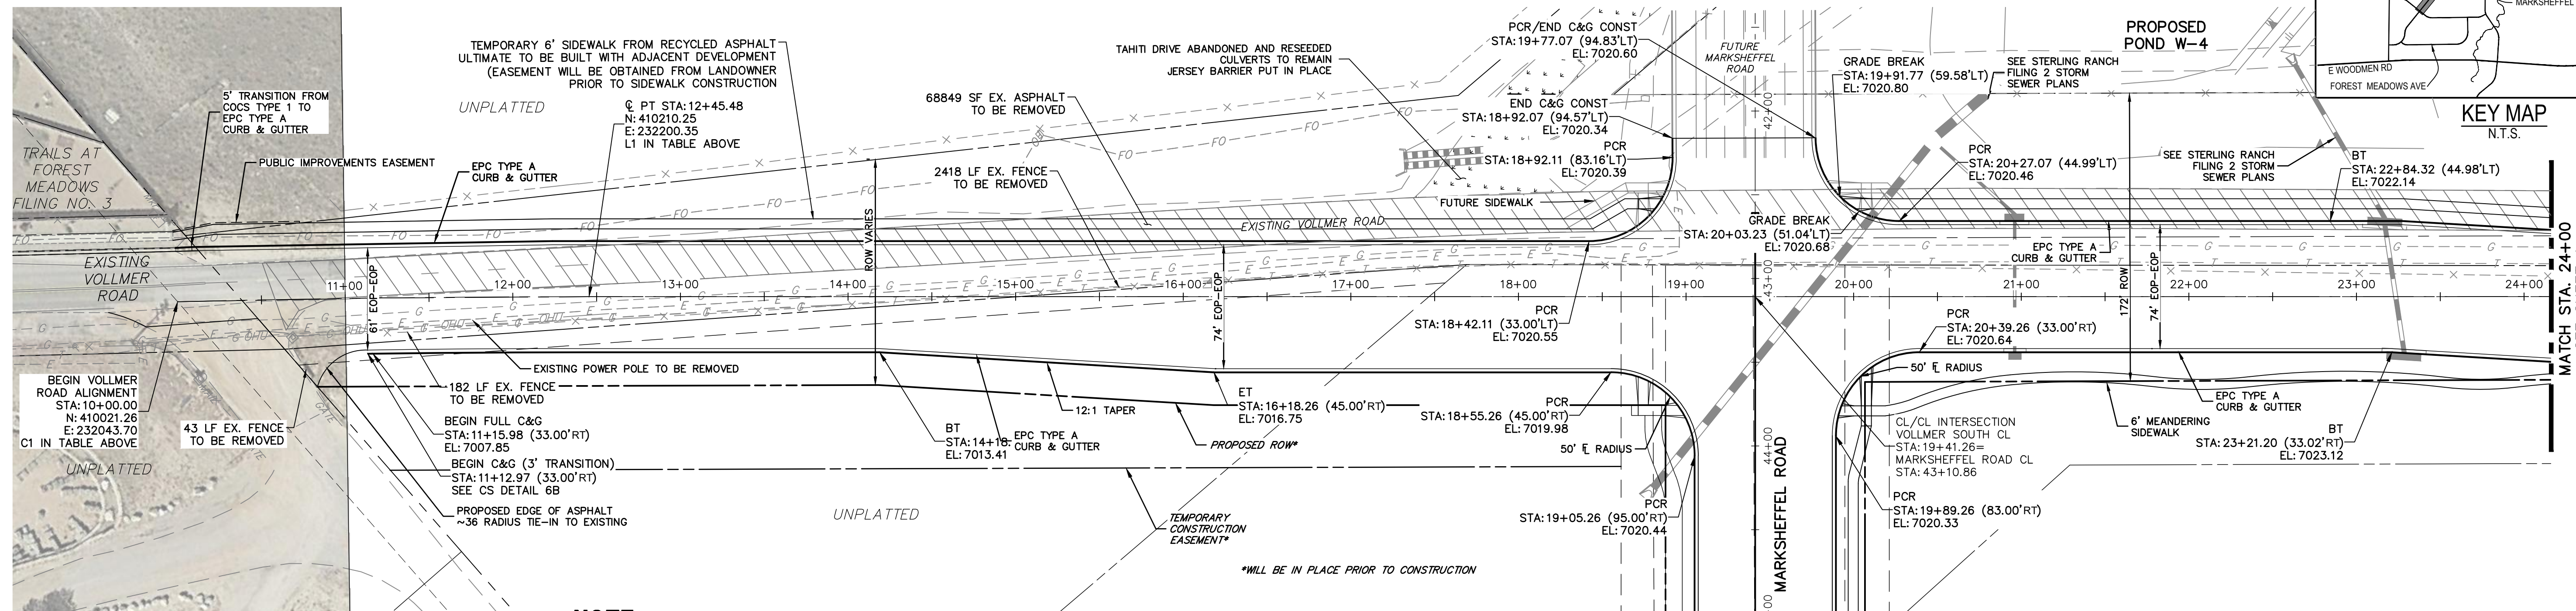 TEMPORARY 6' SIDEWALK FROM RECYCLED ASPHALT
ULTIMATE TO BE BUILT WITH ADJACENT DEVELOPMENT
(EASEMENT WILL BE OBTAINED FROM LANDOWNER
PRIOR TO SIDEWALK CONSTRUCTION
5' TRANSITION FROM
COCS TYPE 1 TO
EPC TYPE A
CURB & GUTTER
UNPLATTED
℄ PT STA:12+45.48
N: 410210.25
E: 232200.35
L1 IN TABLE ABOVE
68849 SF EX. ASPHALT
TO BE REMOVED
2418 LF EX. FENCE
TO BE REMOVED
TAHITI DRIVE ABANDONED AND RESEEDED
CULVERTS TO REMAIN
JERSEY BARRIER PUT IN PLACE
PCR/END C&G CONST
STA:19+77.07 (94.83'LT)
EL:7020.60
END C&G CONST
STA:18+92.07 (94.57'LT)
EL:7020.34
PCR
STA:18+92.11 (83.16'LT)
EL:7020.39
FUTURE
MARKSHEFFEL
ROAD
42+00
GRADE BREAK
STA:19+91.77 (59.58'LT)
EL:7020.80
SEE STERLING RANCH
FILING 2 STORM
SEWER PLANS
PROPOSED
POND W-4
MARKSHEFFEL
E WOODMEN RD
FOREST MEADOWS AVE
KEY MAP
N.T.S.
PCR
STA:20+27.07 (44.99'LT)
EL:7020.46
SEE STERLING RANCH
FILING 2 STORM
SEWER PLANS
BT
STA:22+84.32 (44.98'LT)
EL:7022.14
TRAILS AT
FOREST
MEADOWS
FILING NO. 3
PUBLIC IMPROVEMENTS EASEMENT
EPC TYPE A
CURB & GUTTER
FO FO FO FO FO FO
ROW VARIES
EXISTING VOLLMER ROAD
FUTURE SIDEWALK
GRADE BREAK
STA:20+03.23 (51.04'LT)
EL:7020.68
EPC TYPE A
CURB & GUTTER
172' ROW
74' EOP-EOP
MATCH STA. 24+00
EXISTING
VOLLMER
ROAD
61' EOP-EOP
74' EOP-EOP
11+00 12+00 13+00 14+00 15+00 16+00 17+00 18+00 19+00 20+00 21+00 22+00 23+00 24+00
43+00
PCR
STA:18+42.11 (33.00'LT)
EL:7020.55
PCR
STA:20+39.26 (33.00'RT)
EL:7020.64
BEGIN VOLLMER
ROAD ALIGNMENT
STA:10+00.00
N: 410021.26
E: 232043.70
C1 IN TABLE ABOVE
43 LF EX. FENCE
TO BE REMOVED
EXISTING POWER POLE TO BE REMOVED
182 LF EX. FENCE
TO BE REMOVED
BEGIN FULL C&G
STA:11+15.98 (33.00'RT)
EL:7007.85
BEGIN C&G (3' TRANSITION)
STA:11+12.97 (33.00'RT)
SEE CS DETAIL 6B
PROPOSED EDGE OF ASPHALT
~36 RADIUS TIE-IN TO EXISTING
GATE
GATE
UNPLATTED
BT
STA:14+18.
EL:7013.41
EPC TYPE A
CURB & GUTTER
12:1 TAPER
ET
STA:16+18.26 (45.00'RT)
EL:7016.75
PROPOSED ROW*
PCR
STA:18+55.26 (45.00'RT)
EL:7019.98
50' ℄ RADIUS
50' ℄ RADIUS
UNPLATTED
TEMPORARY
CONSTRUCTION
EASEMENT*
PCR
STA:19+05.26 (95.00'RT)
EL:7020.44
*WILL BE IN PLACE PRIOR TO CONSTRUCTION
44+00
MARKSHEFFEL ROAD
CL/CL INTERSECTION
VOLLMER SOUTH CL
STA:19+41.26=
MARKSHEFFEL ROAD CL
STA: 43+10.86
PCR
STA:19+89.26 (83.00'RT)
EL:7020.33
6' MEANDERING
SIDEWALK
EPC TYPE A
CURB & GUTTER
BT
STA:23+21.20 (33.02'RT)
EL:7023.12